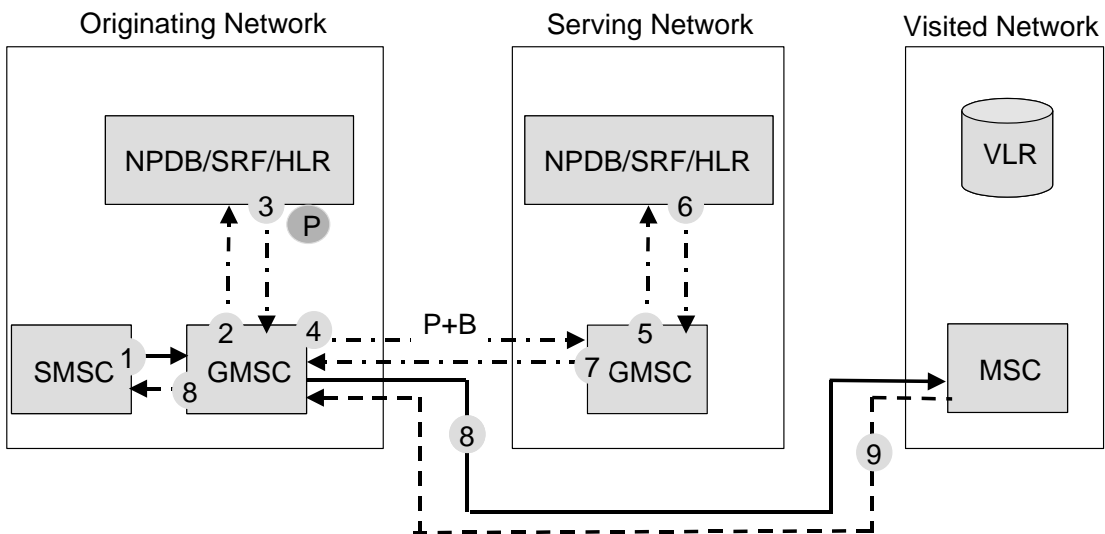 Originating Network
Serving Network
Visited Network
NPDB/SRF/HLR
NPDB/SRF/HLR
VLR
3
P
6
2
4
P+B
5
SMSC
1
8
GMSC
7
GMSC
MSC
8
9